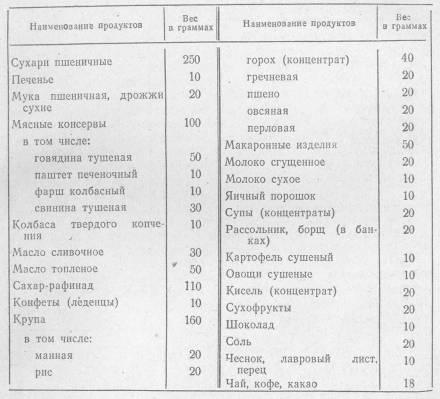 Наименование продуктов Вес в граммах
Сухари пшеничные 250
Печенье 10
Мука пшеничная, дрожжи 20
сухие
Мясные консервы 100
в том числе:
говядина тушеная 50
паштет печеночный 10
фарш колбасный 10
свинина тушеная 30
Колбаса твердого копче- 10
ния
Масло сливочное 30
Масло топленое 50
Сахар-рафинад 110
Конфеты (леденцы) 10
Крупа 160
в том числе:
манная 20
рис 20
Наименование продуктов Вес в граммах
горох (концентрат) 40
гречневая 20
пшено 20
овсяная 20
перловая 20
Макаронные изделия 50
Молоко сгущенное 20
Молоко сухое 10
Яичный порошок 10
Супы (концентраты) 20
Рассольник, борщ (в бан- 20
ках)
Картофель сушеный 10
Овощи сушеные 10
Кисель (концентрат) 20
Сухофрукты 20
Шоколад 10
Соль 20
Чеснок, лавровый лист, 10
перец
Чай, кофе, какао 18